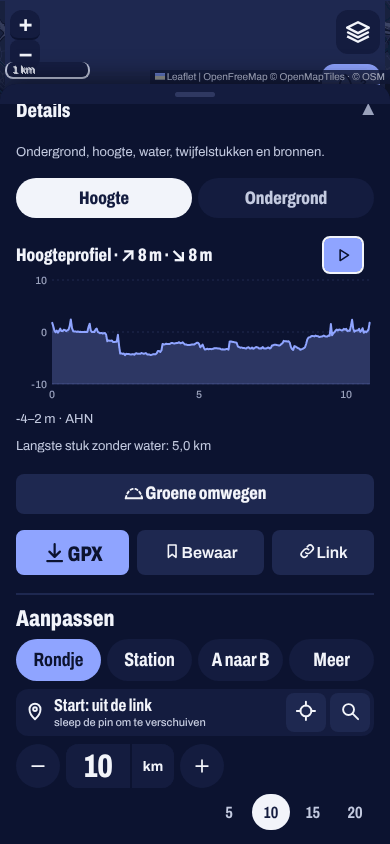 +
−
1 km
Leaflet | OpenFreeMap © OpenMapTiles · © OSM
Details ▲
Ondergrond, hoogte, water, twijfelstukken en bronnen.
Hoogte
Ondergrond
Hoogteprofiel · ↗ 8 m · ↘ 8 m
10
0
-10
0 5 10
-4–2 m · AHN
Langste stuk zonder water: 5,0 km
Groene omwegen
GPX
Bewaar
Link
Aanpassen
Rondje
Station
A naar B
Meer
Start: uit de link
sleep de pin om te verschuiven
− 10 km +
5 10 15 20